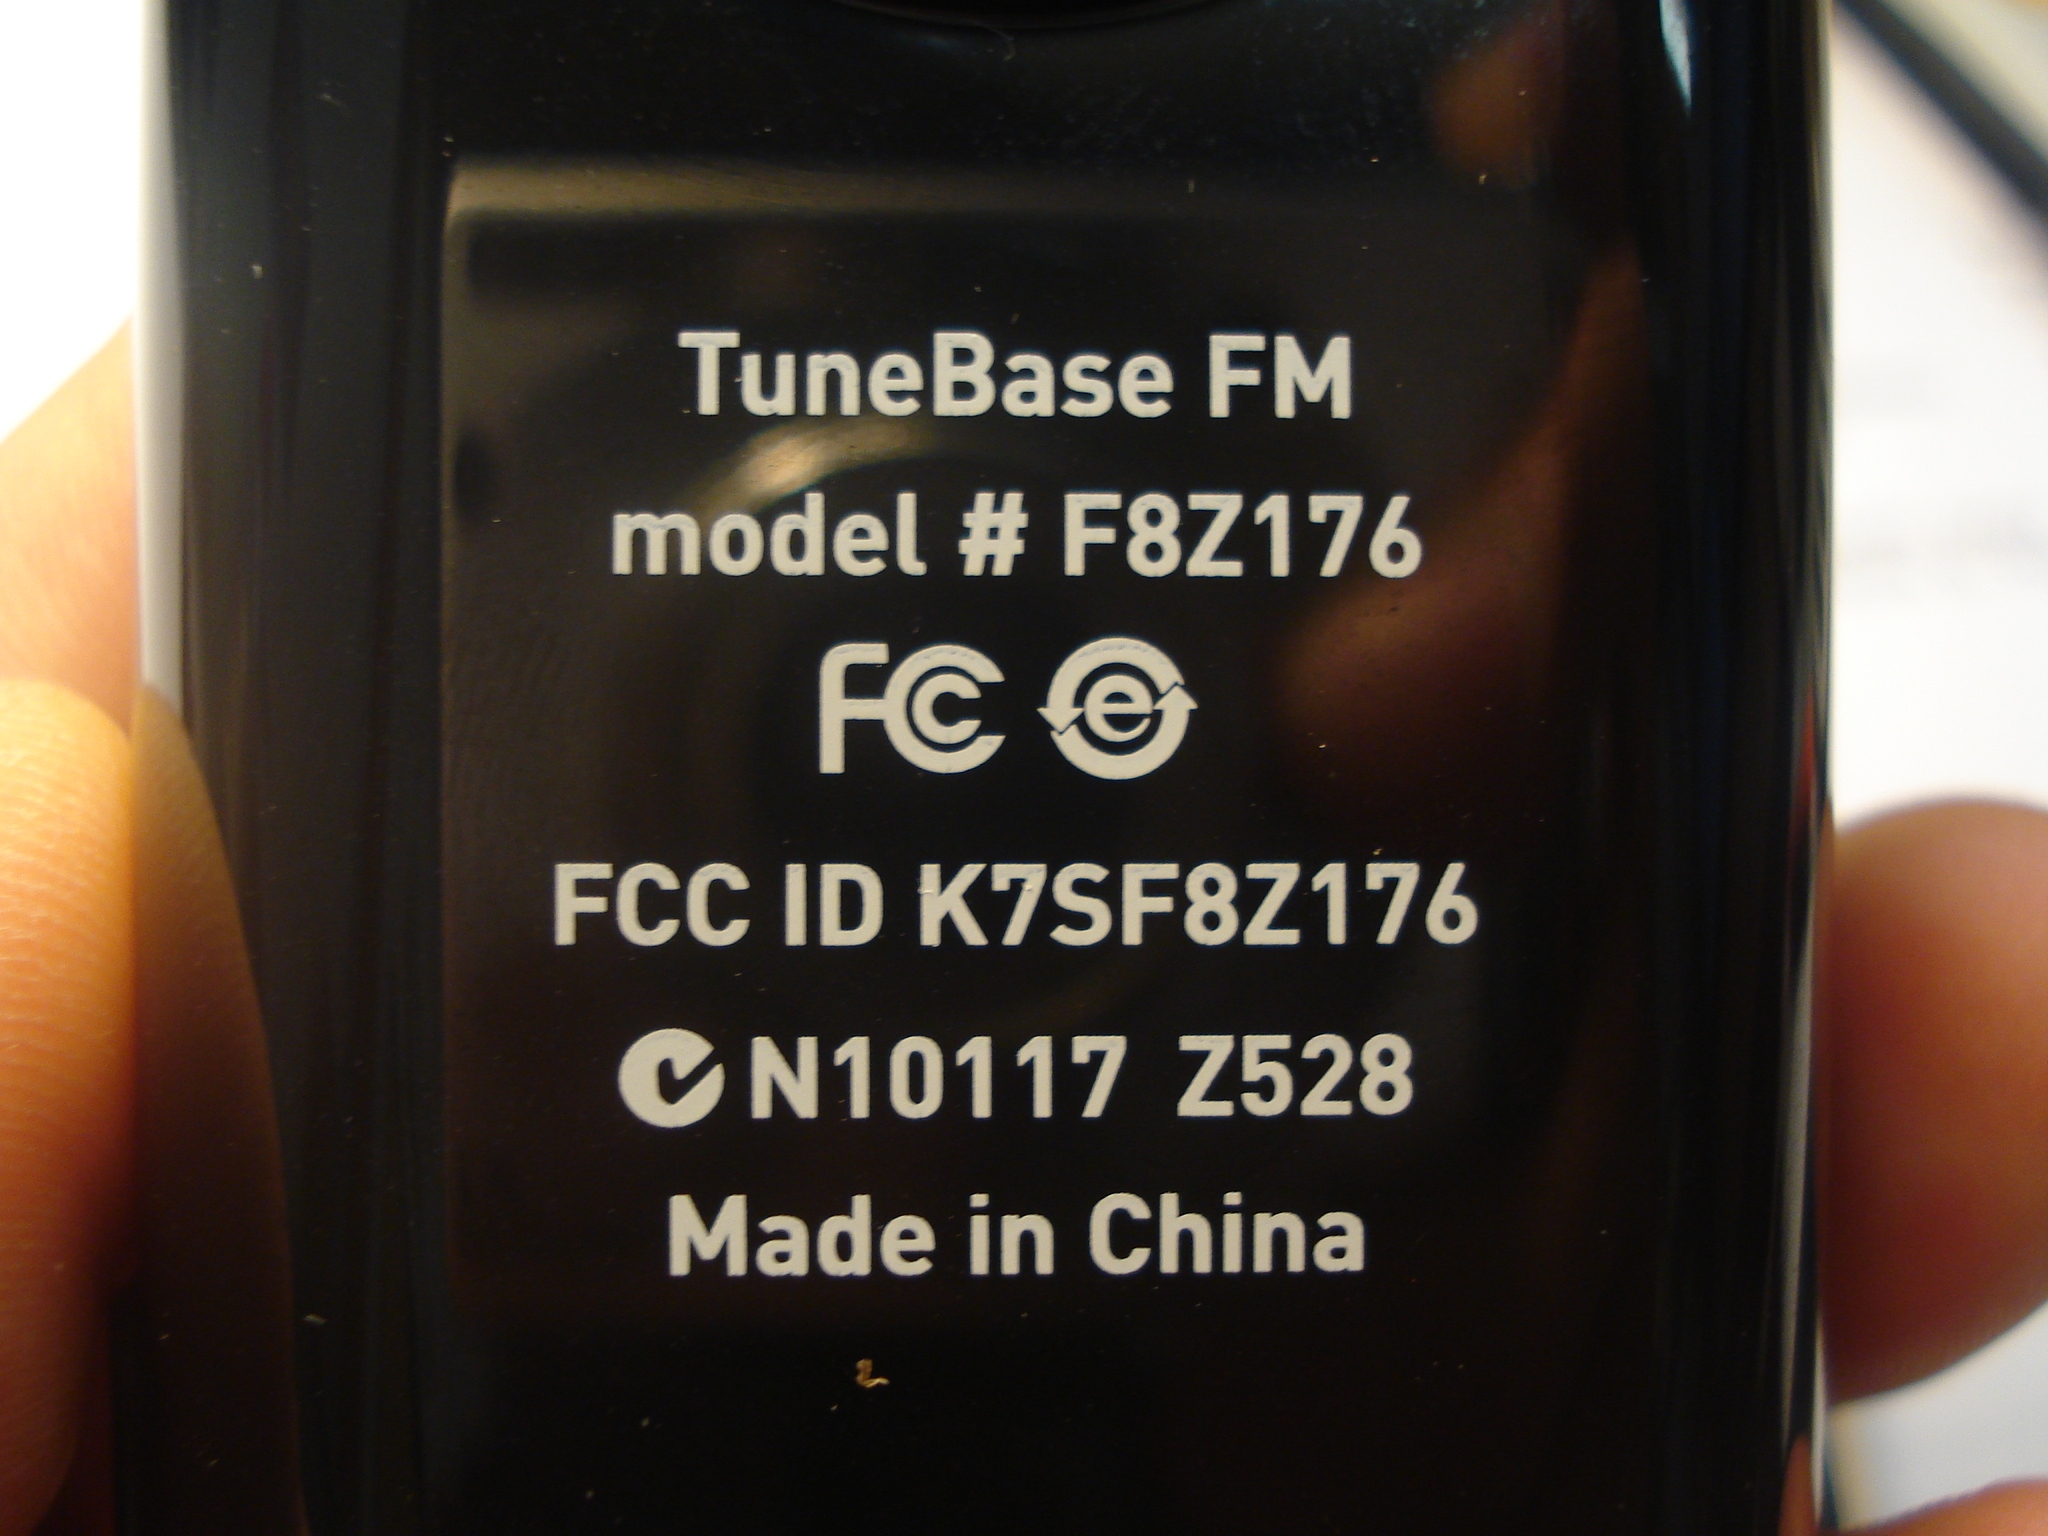 TuneBase FM
model # F8Z176
FC e
FCC ID K7SF8Z176
N10117 Z528
Made in China